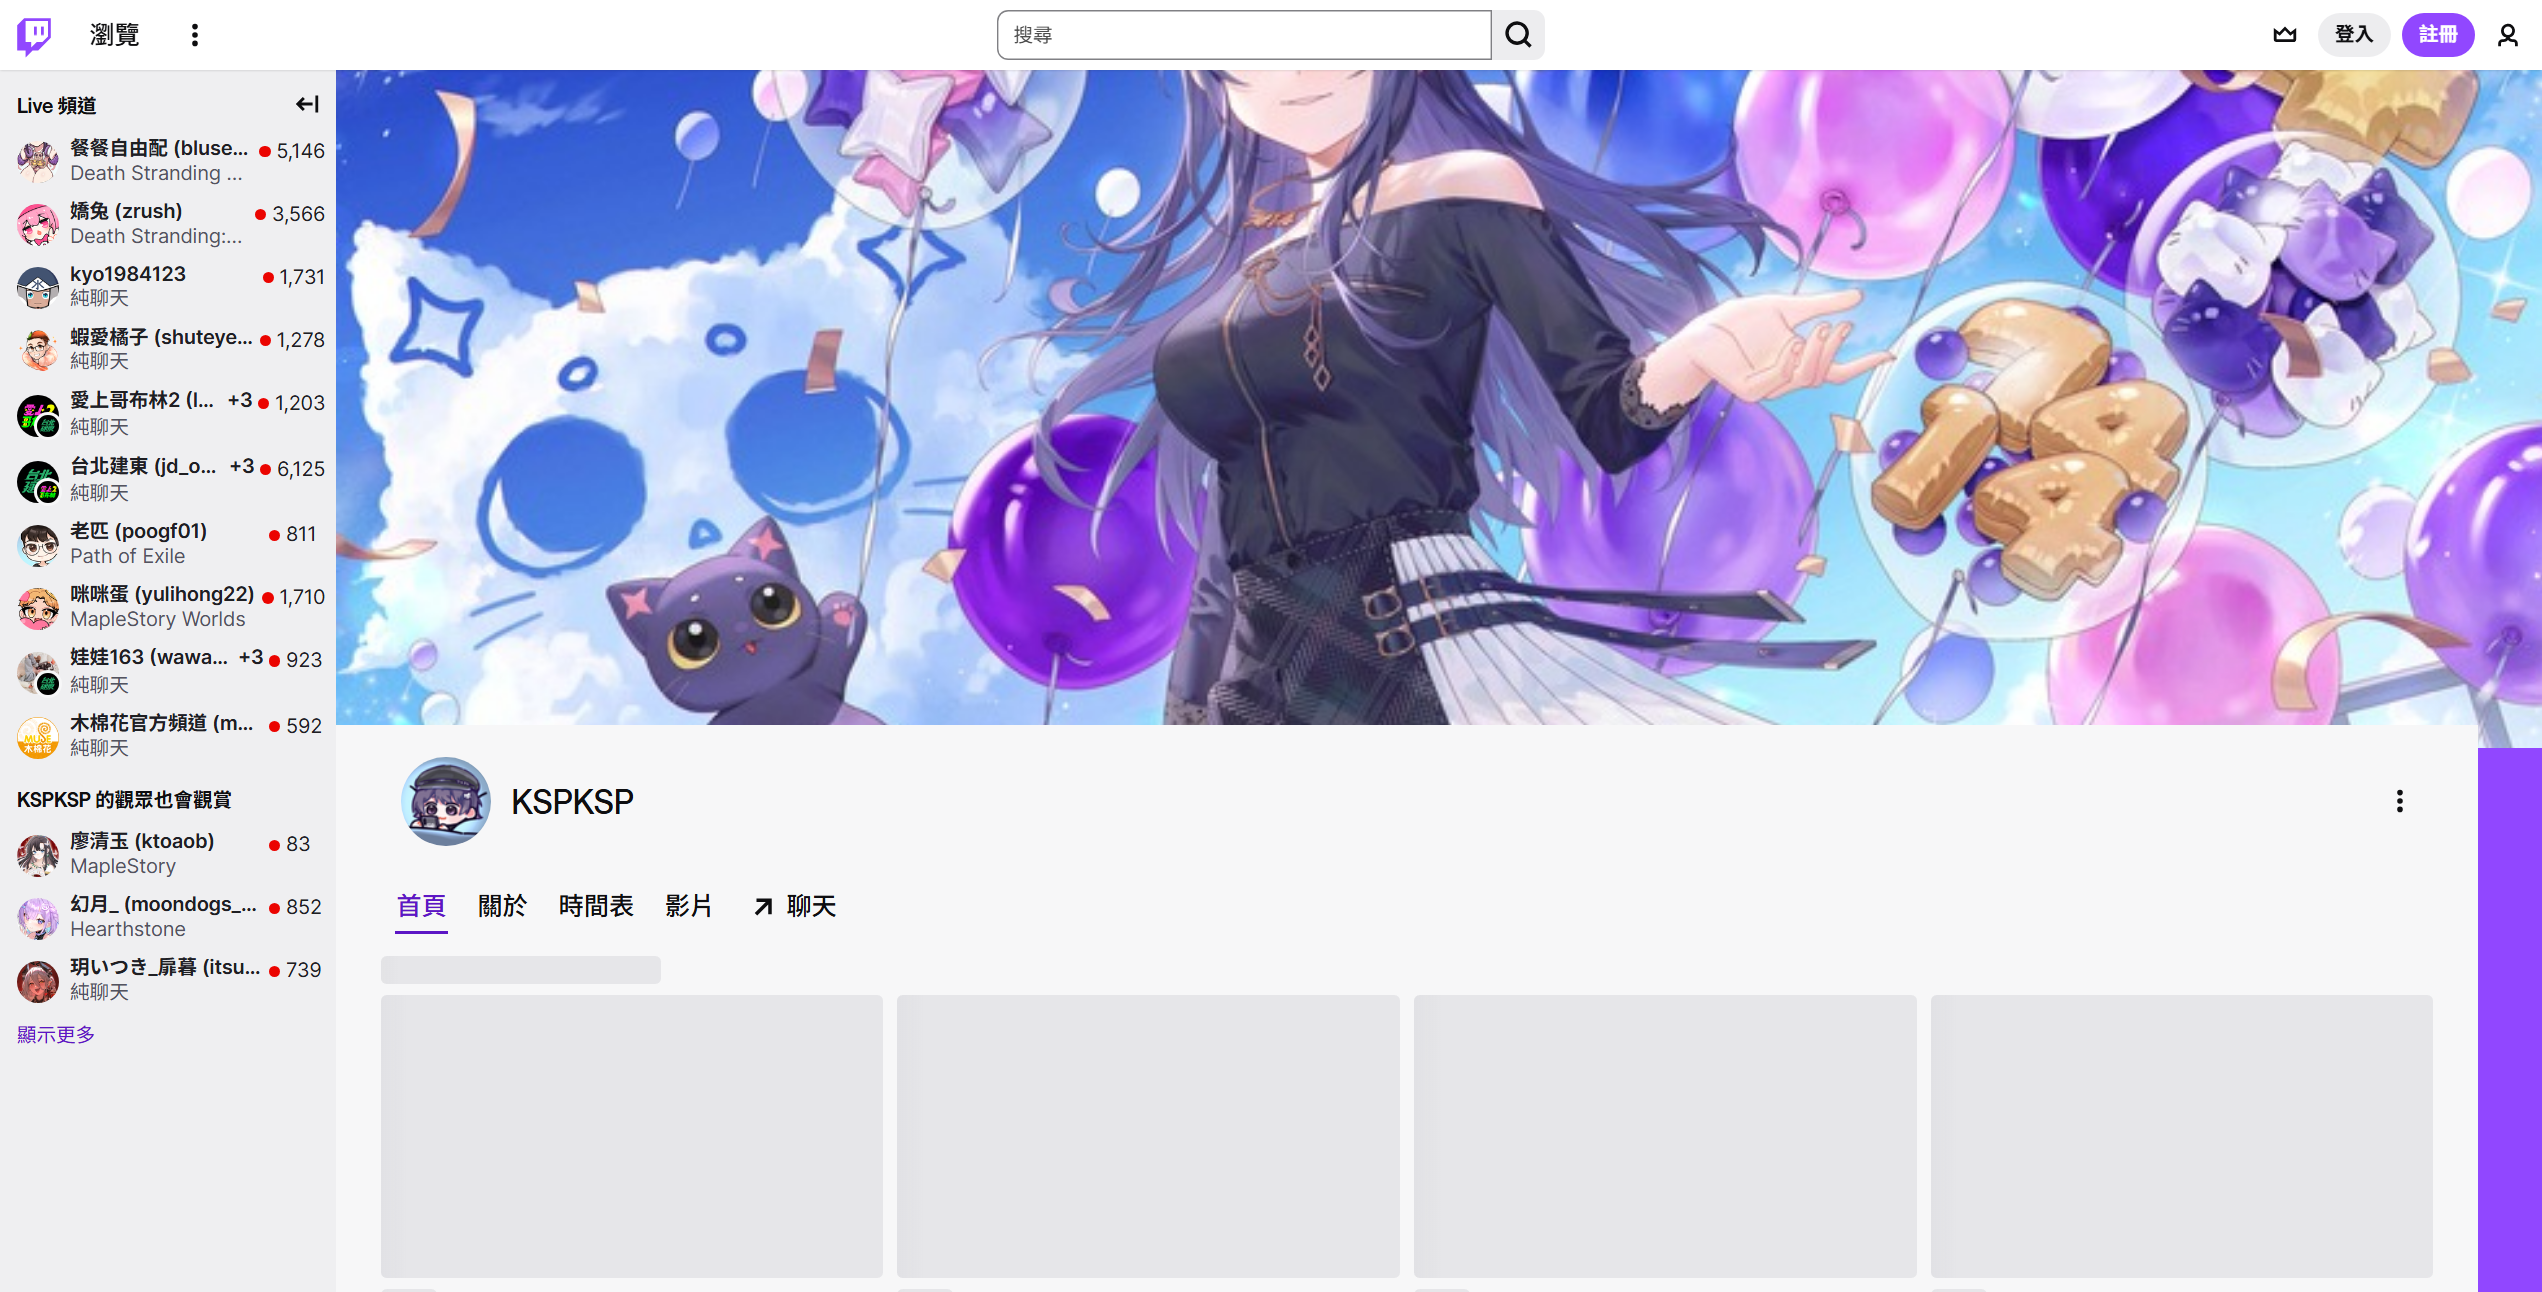 瀏覽
搜尋
登入
註冊
Live 頻道
餐餐自由配 (bluse... 5,146
Death Stranding ...
嬌兔 (zrush) 3,566
Death Stranding:...
kyo1984123 1,731
純聊天
蝦愛橘子 (shuteye... 1,278
純聊天
愛上哥布林2 (l... +3 1,203
純聊天
台北建東 (jd_o... +3 6,125
純聊天
老匹 (poogf01) 811
Path of Exile
咪咪蛋 (yulihong22) 1,710
MapleStory Worlds
娃娃163 (wawa... +3 923
純聊天
木棉花官方頻道 (m... 592
純聊天
KSPKSP 的觀眾也會觀賞
廖清玉 (ktoaob) 83
MapleStory
幻月_ (moondogs_... 852
Hearthstone
玥いつき_扉暮 (itsu... 739
純聊天
顯示更多
KSPKSP
首頁
關於
時間表
影片
聊天